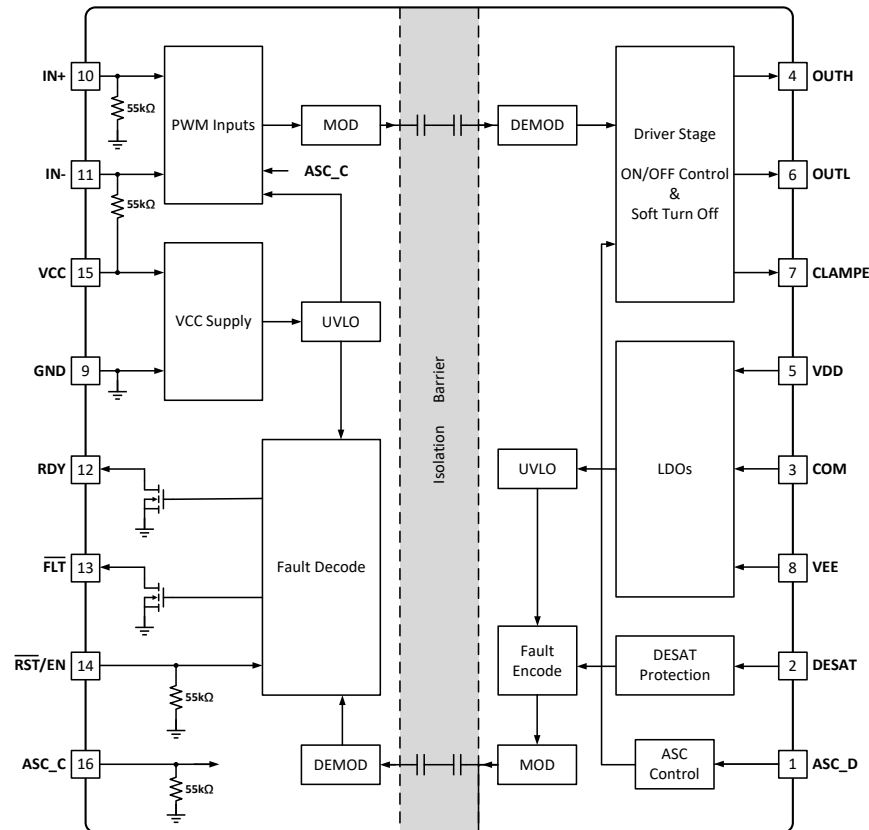 IN+ 10
55kΩ
IN- 11
55kΩ
VCC 15
GND 9
RDY 12
FLT 13
RST/EN 14
55kΩ
ASC_C 16
55kΩ
PWM Inputs
MOD
ASC_C
VCC Supply
UVLO
Fault Decode
DEMOD
Isolation Barrier
DEMOD
Driver Stage
ON/OFF Control
&
Soft Turn Off
UVLO
LDOs
Fault
Encode
DESAT
Protection
MOD
ASC
Control
4 OUTH
6 OUTL
7 CLAMPE
5 VDD
3 COM
8 VEE
2 DESAT
1 ASC_D